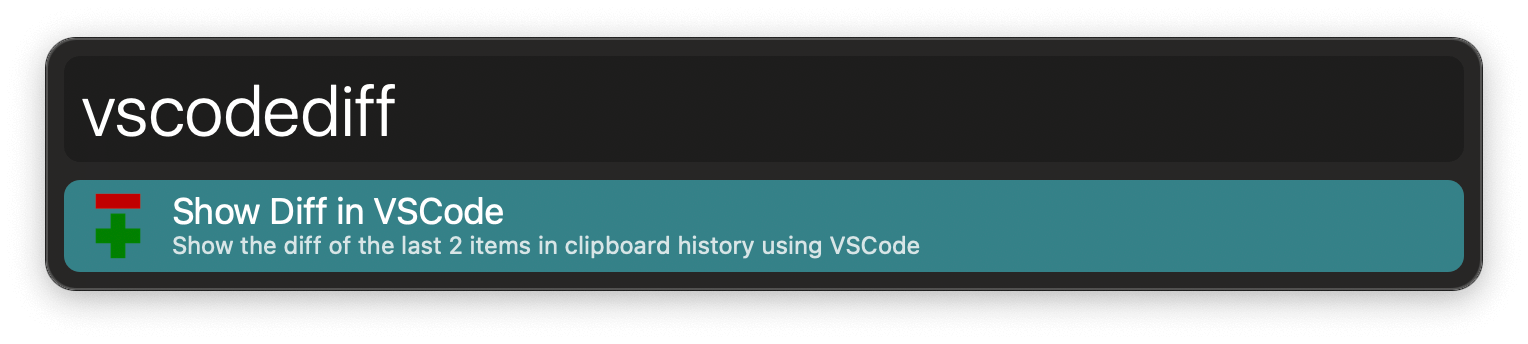 vscodediff
Show Diff in VSCode
Show the diff of the last 2 items in clipboard history using VSCode